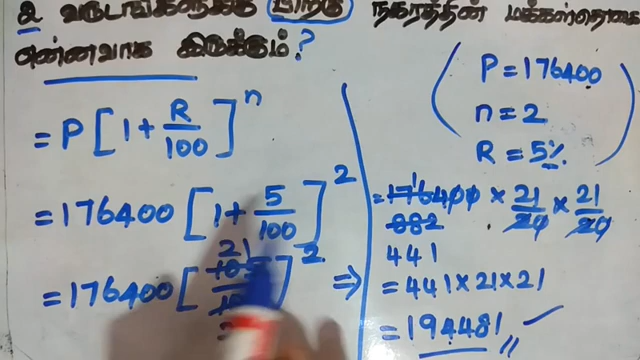 2 வருடங்களுக்கு பிறகு நகரத்தின் மக்கள்தொகை
என்னவாக இருக்கும்?
= P [ 1 + R/100 ]^n
= 176400 [ 1 + 5/100 ]^2
21
= 176400 [ 105/ ]^2 ⇒
( P = 176400
n = 2
R = 5% )
= 176400 × 21/20 × 21/20
882
441
= 441 × 21 × 21
= 194481 ✓